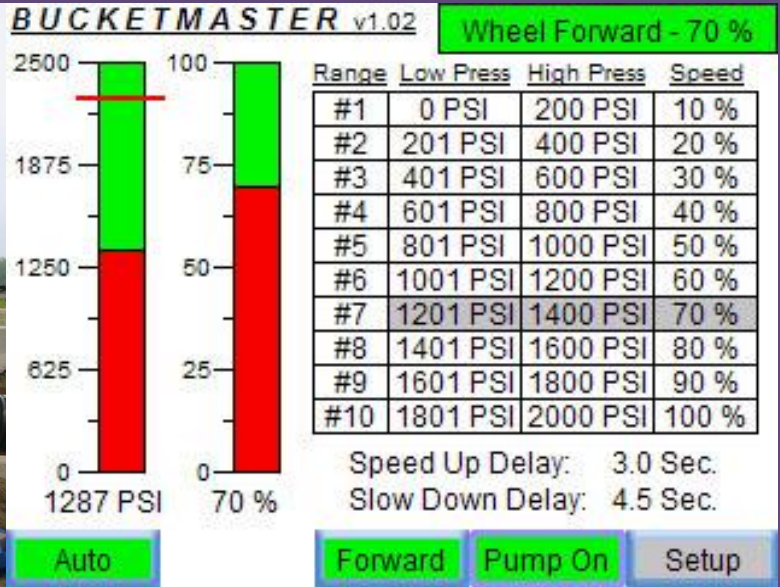 BUCKETMASTER v1.02
Wheel Forward - 70 %
2500
1875
1250
625
0
1287 PSI
100
75
50
25
0
70 %
Range Low Press High Press Speed
#1 0 PSI 200 PSI 10 %
#2 201 PSI 400 PSI 20 %
#3 401 PSI 600 PSI 30 %
#4 601 PSI 800 PSI 40 %
#5 801 PSI 1000 PSI 50 %
#6 1001 PSI 1200 PSI 60 %
#7 1201 PSI 1400 PSI 70 %
#8 1401 PSI 1600 PSI 80 %
#9 1601 PSI 1800 PSI 90 %
#10 1801 PSI 2000 PSI 100 %
Speed Up Delay: 3.0 Sec.
Slow Down Delay: 4.5 Sec.
Auto
Forward
Pump On
Setup